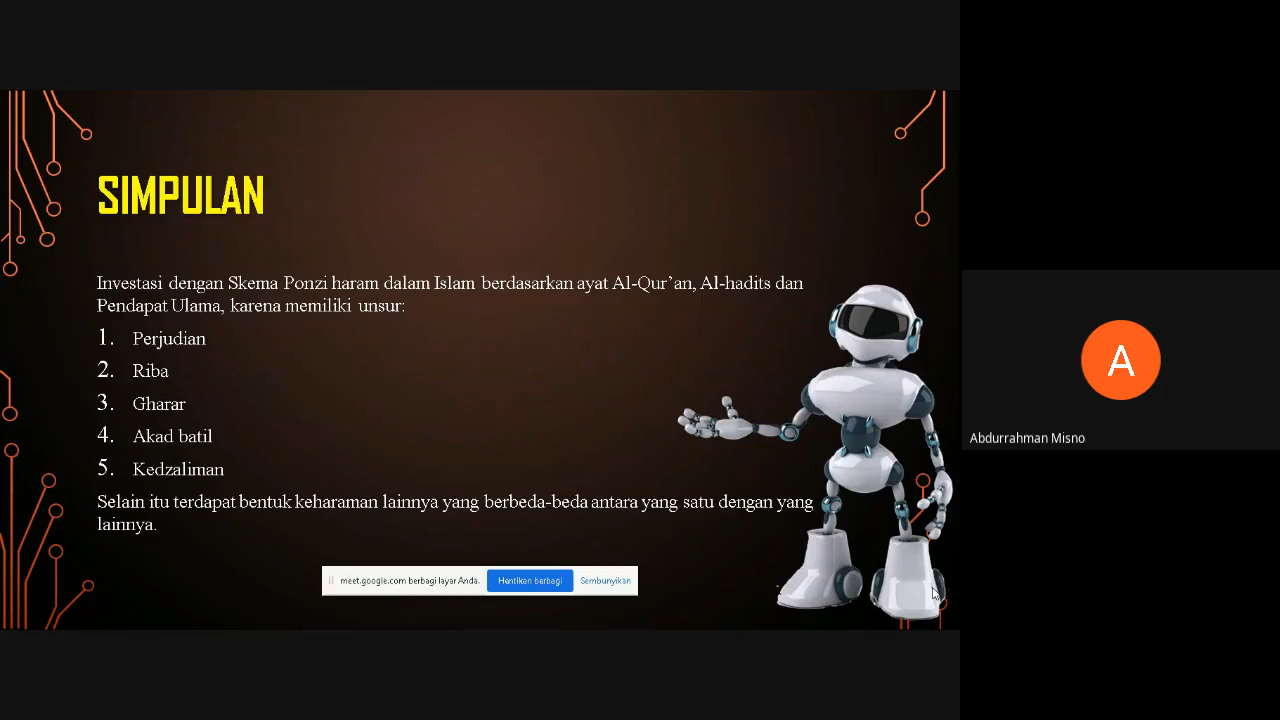 SIMPULAN
Investasi dengan Skema Ponzi haram dalam Islam berdasarkan ayat Al-Qur'an, Al-hadits dan
Pendapat Ulama, karena memiliki unsur:
1. Perjudian
2. Riba
3. Gharar
4. Akad batil
5. Kedzaliman
Selain itu terdapat bentuk keharaman lainnya yang berbeda-beda antara yang satu dengan yang
lainnya.
meet.google.com berbagi layar Anda. Hentikan berbagi Sembunyikan
A
Abdurrahman Misno